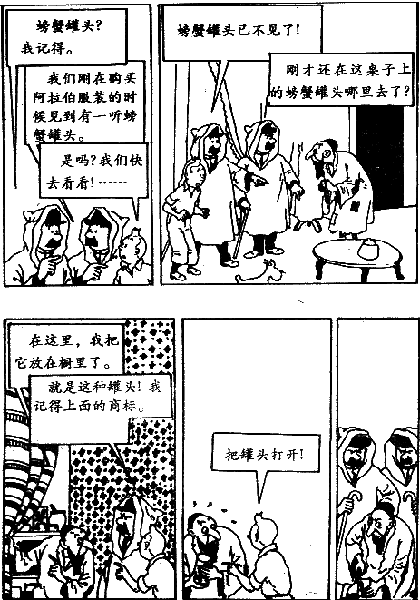 螃蟹罐头?
我记得。
我们刚在购买
阿拉伯服装的时
候见到有一听螃
蟹罐头。
是吗?我们快
去看看!……
螃蟹罐头已不见了!
刚才还在这桌子上
的螃蟹罐头哪里去了?
在这里,我把
它放在橱里了。
就是这种罐头!我
记得上面的商标。
把罐头打开!